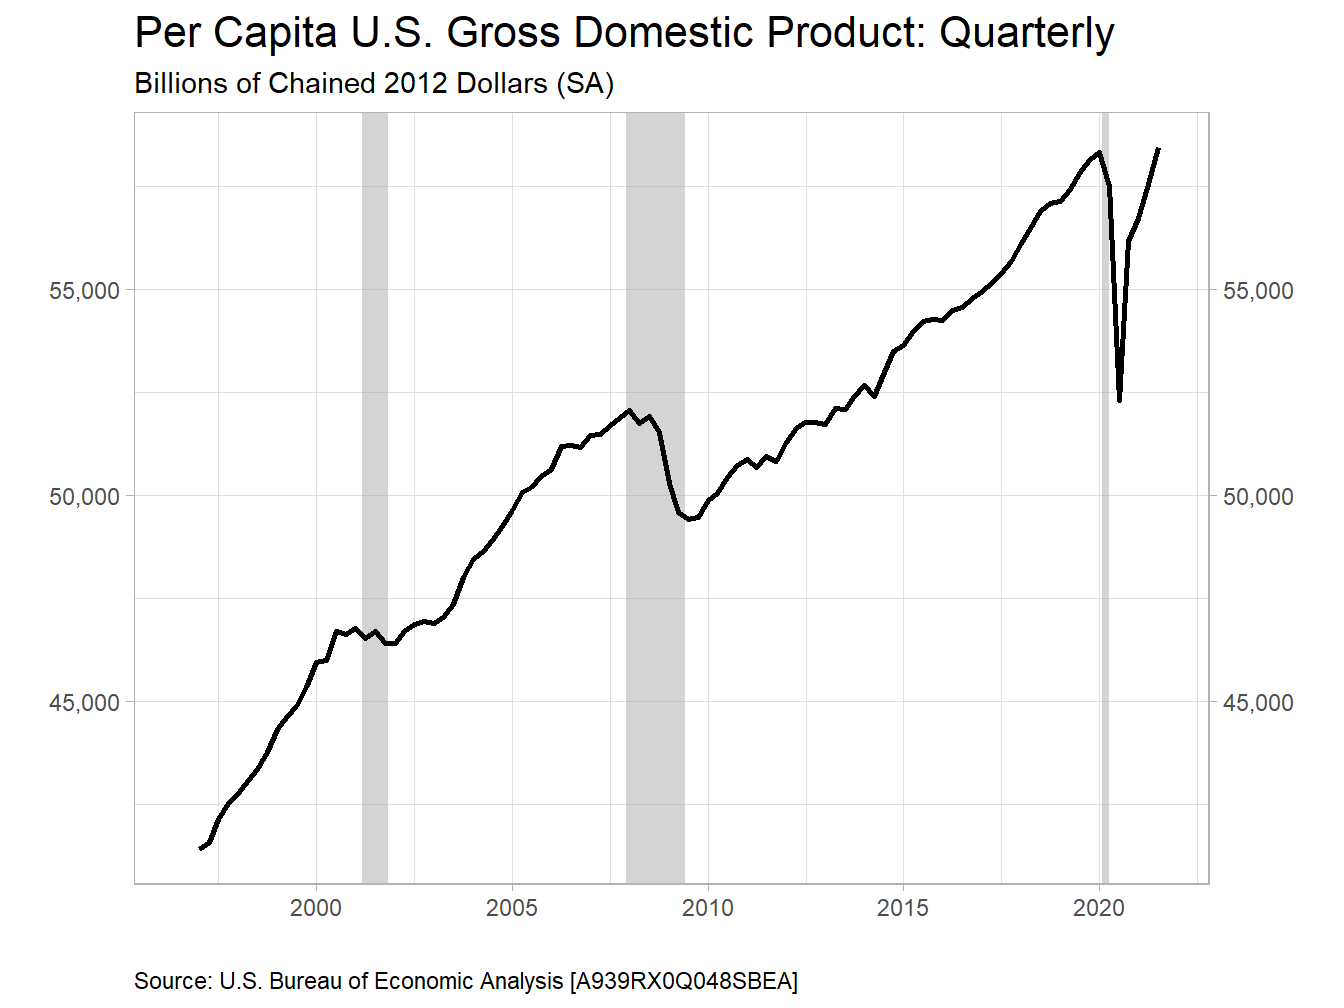 Per Capita U.S. Gross Domestic Product: Quarterly
Billions of Chained 2012 Dollars (SA)
55,000 55,000
50,000 50,000
45,000 45,000
2000 2005 2010 2015 2020
Source: U.S. Bureau of Economic Analysis [A939RX0Q048SBEA]